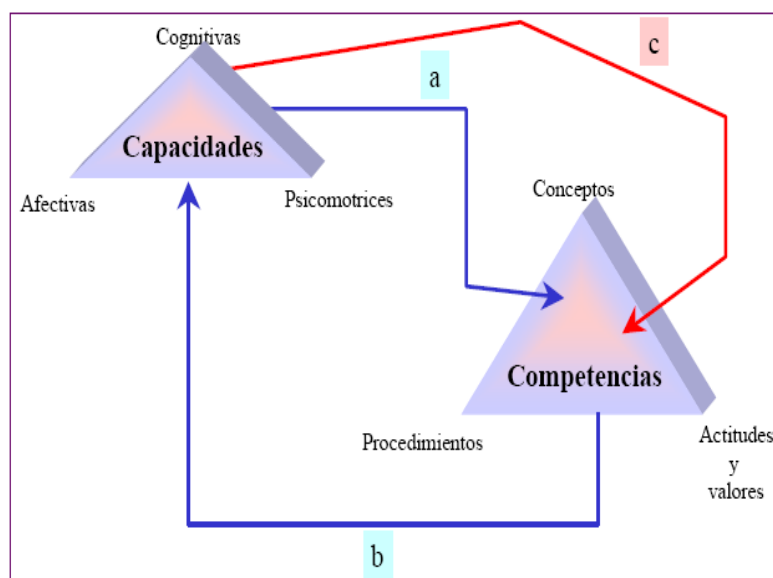 Cognitivas
c
a
Capacidades
Afectivas
Psicomotrices
Conceptos
Competencias
Procedimientos
Actitudes
y
valores
b